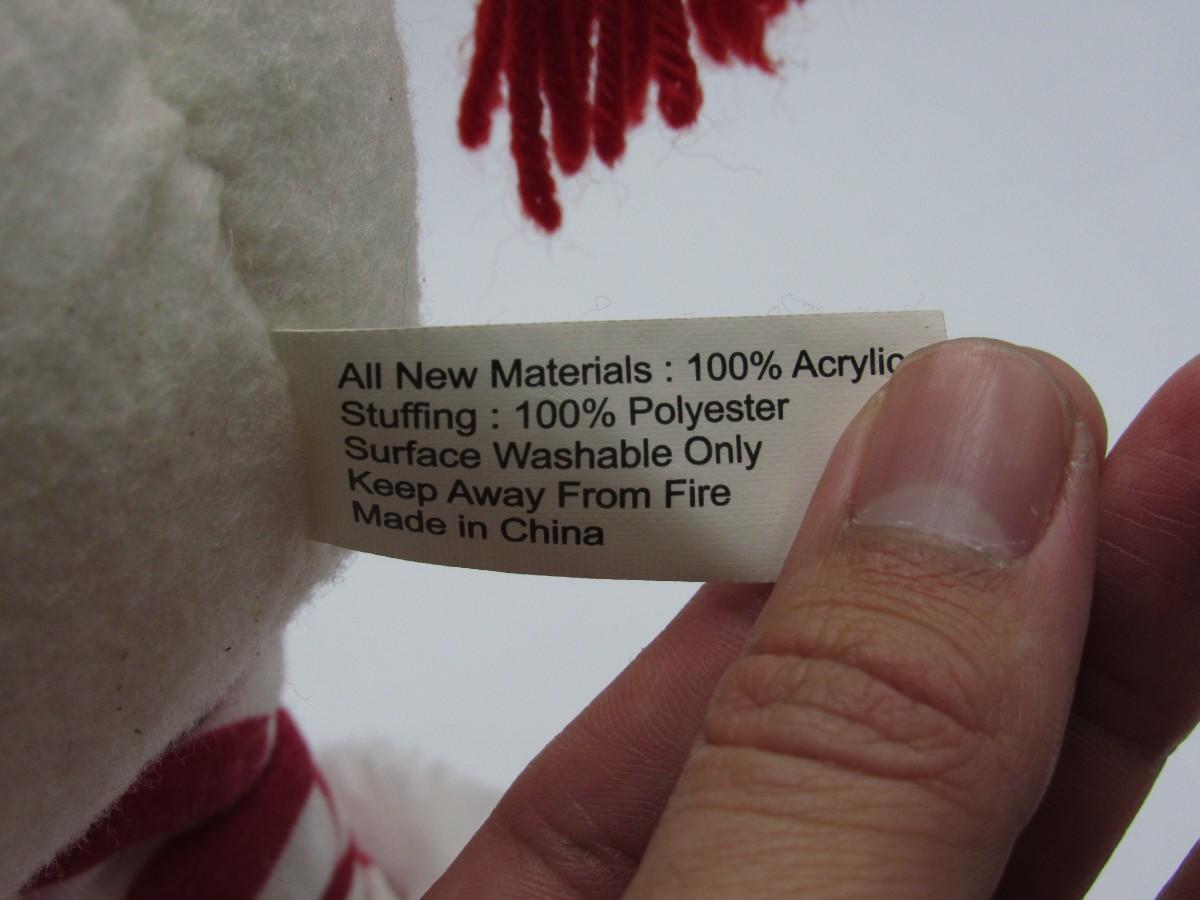 All New Materials : 100% Acrylic
Stuffing : 100% Polyester
Surface Washable Only
Keep Away From Fire
Made in China